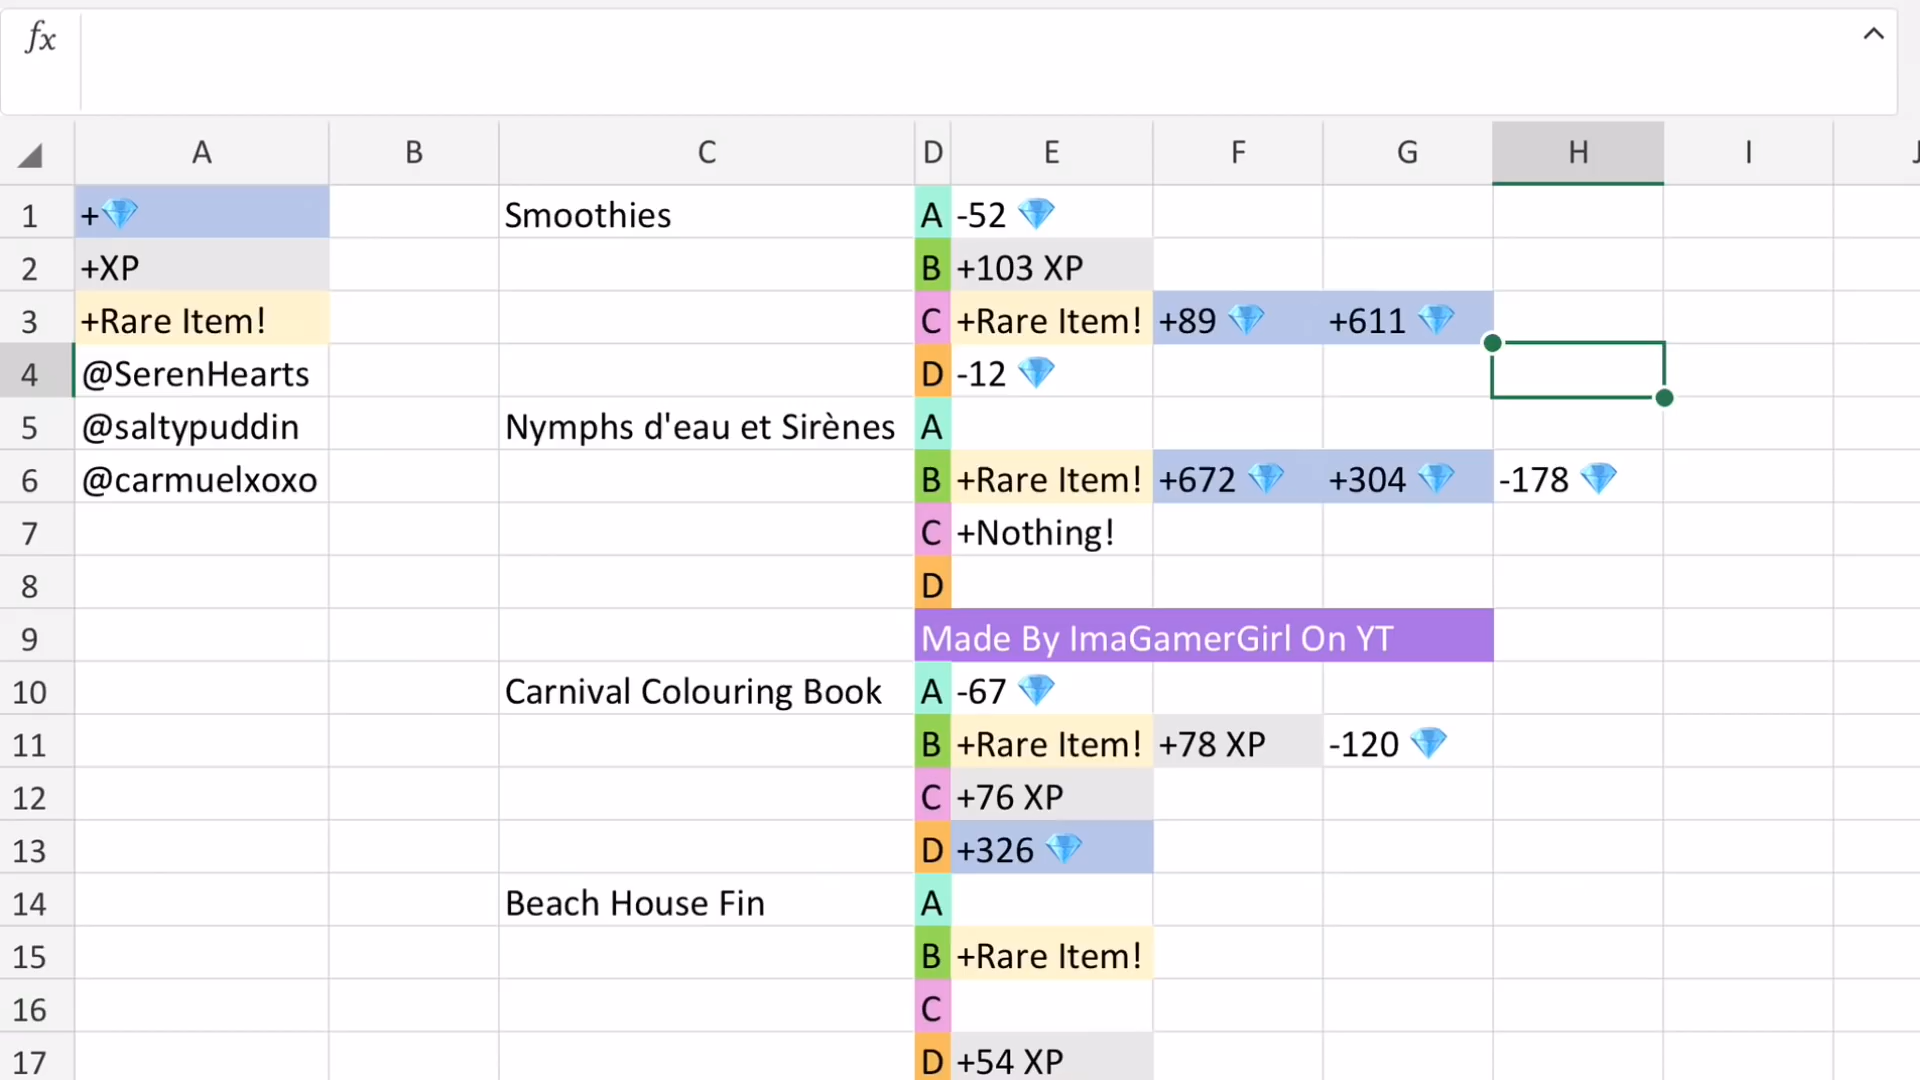 fx
A B C D E F G H I J
1 +💎 Smoothies A -52 💎
2 +XP B +103 XP
3 +Rare Item! C +Rare Item! +89 💎 +611 💎
4 @SerenHearts D -12 💎
5 @saltypuddin Nymphs d'eau et Sirènes A
6 @carmuelxoxo B +Rare Item! +672 💎 +304 💎 -178 💎
7 C +Nothing!
8 D
9 Made By ImaGamerGirl On YT
10 Carnival Colouring Book A -67 💎
11 B +Rare Item! +78 XP -120 💎
12 C +76 XP
13 D +326 💎
14 Beach House Fin A
15 B +Rare Item!
16 C
17 D +54 XP